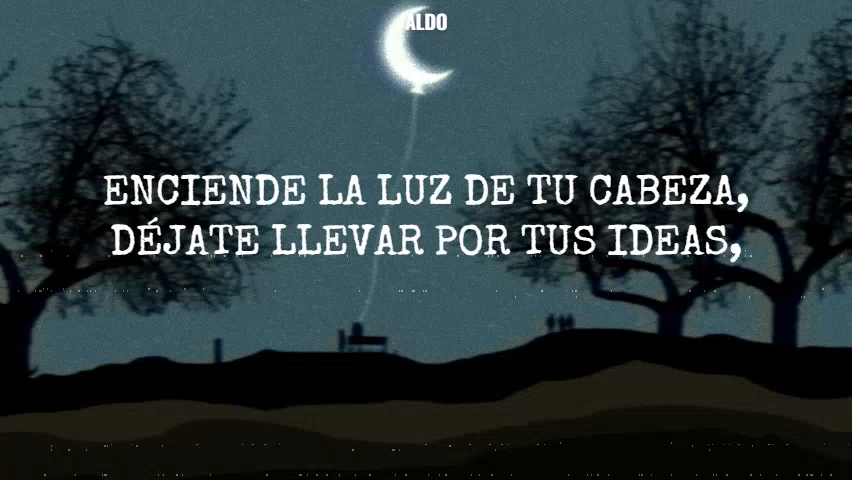 ALDO
ENCIENDE LA LUZ DE TU CABEZA,
DÉJATE LLEVAR POR TUS IDEAS,